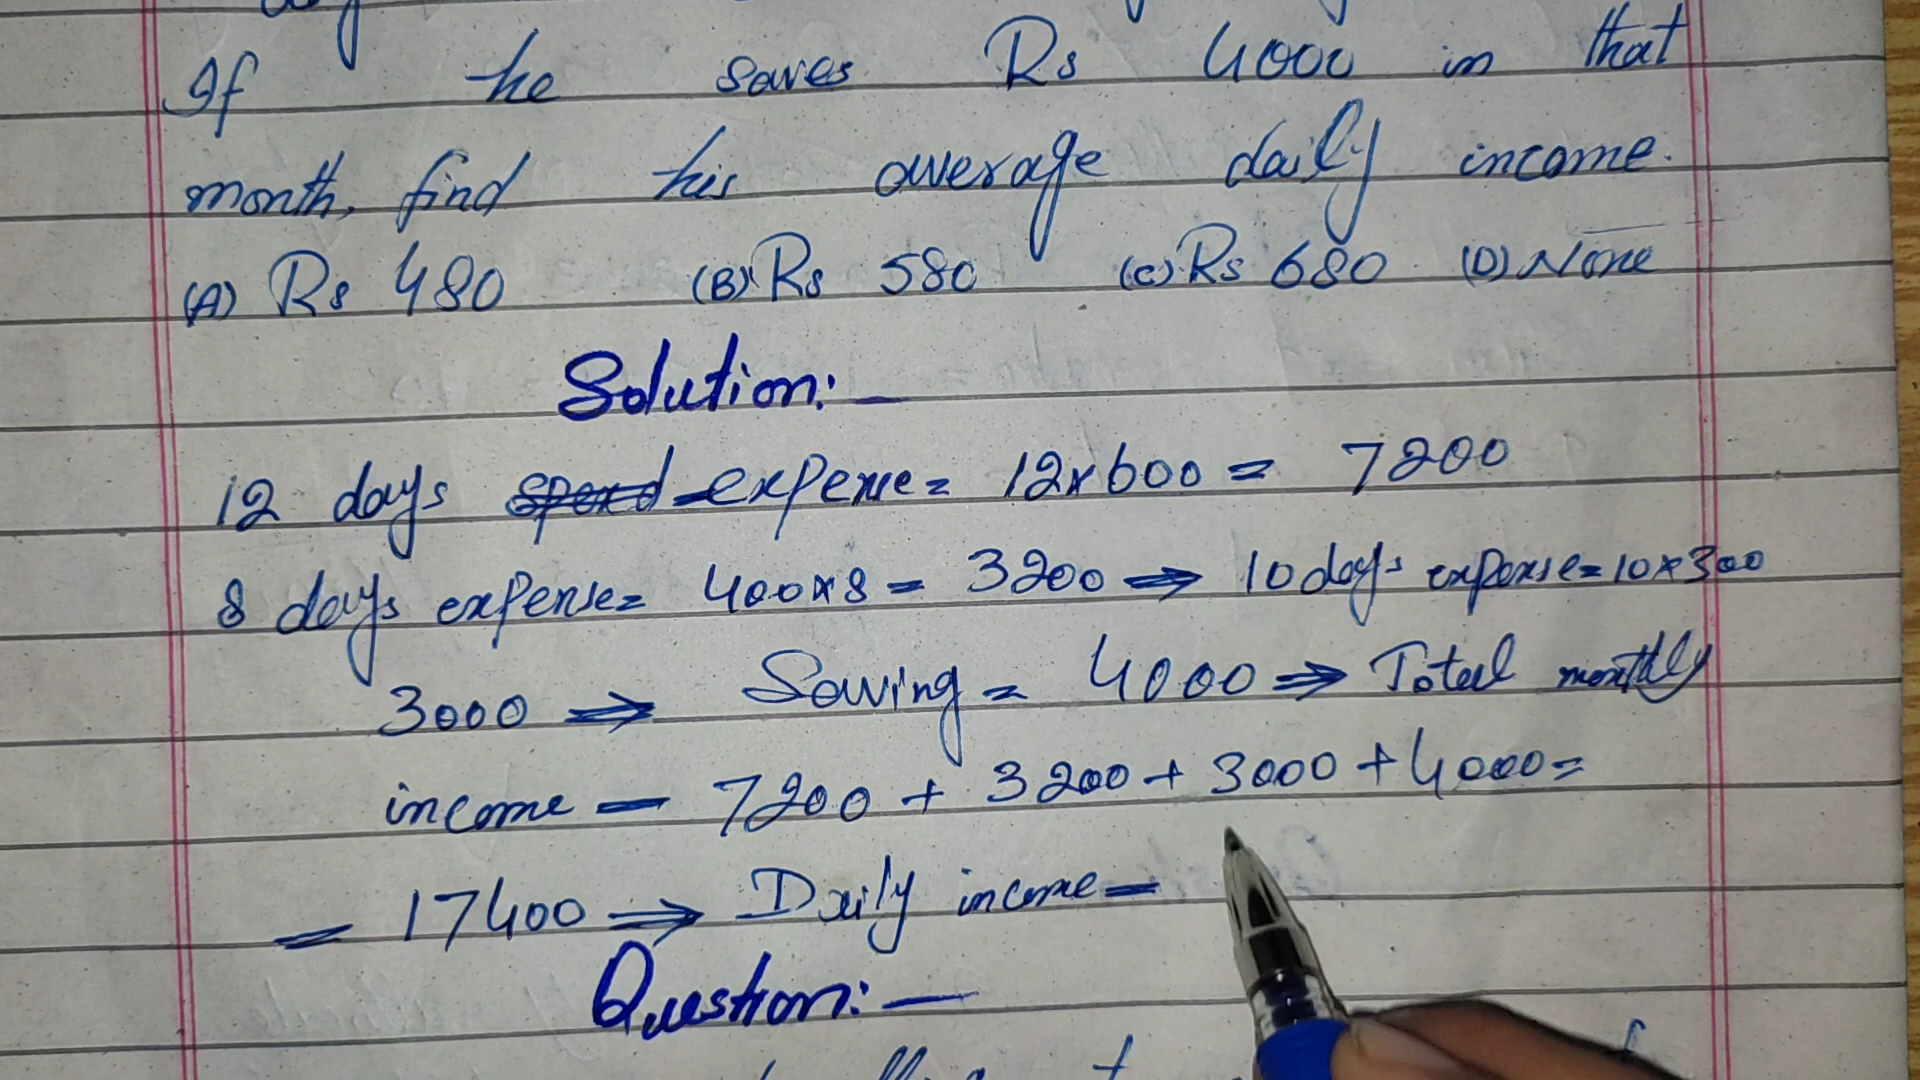 If he saves Rs 4000 in that
month, find his average daily income.
(A) Rs 480 (B) Rs 580 (C) Rs 680 (D) None
Solution:-
12 days spend expense = 12×600 = 7200
8 days expense = 400×8 = 3200 ⇒ 10 days expense = 10×300
3000 ⇒ Saving = 4000 ⇒ Total monthly
income = 7200 + 3200 + 3000 + 4000 =
= 17400 ⇒ Daily income =
Question:-